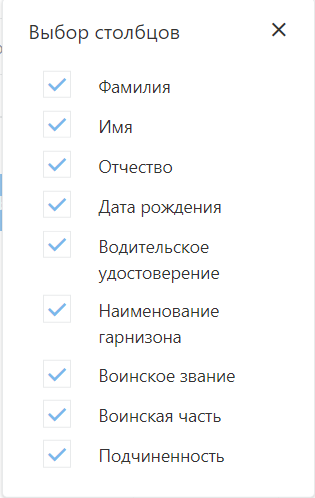 Выбор столбцов
Фамилия
Имя
Отчество
Дата рождения
Водительское
удостоверение
Наименование
гарнизона
Воинское звание
Воинская часть
Подчиненность